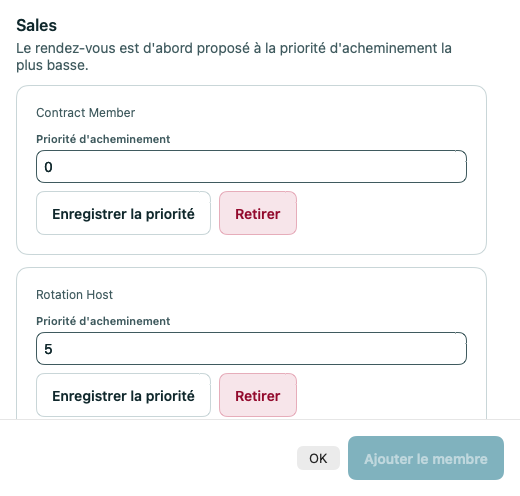 Sales
Le rendez-vous est d'abord proposé à la priorité d'acheminement la
plus basse.
Contract Member
Priorité d'acheminement
0
Enregistrer la priorité
Retirer
Rotation Host
Priorité d'acheminement
5
Enregistrer la priorité
Retirer
OK
Ajouter le membre